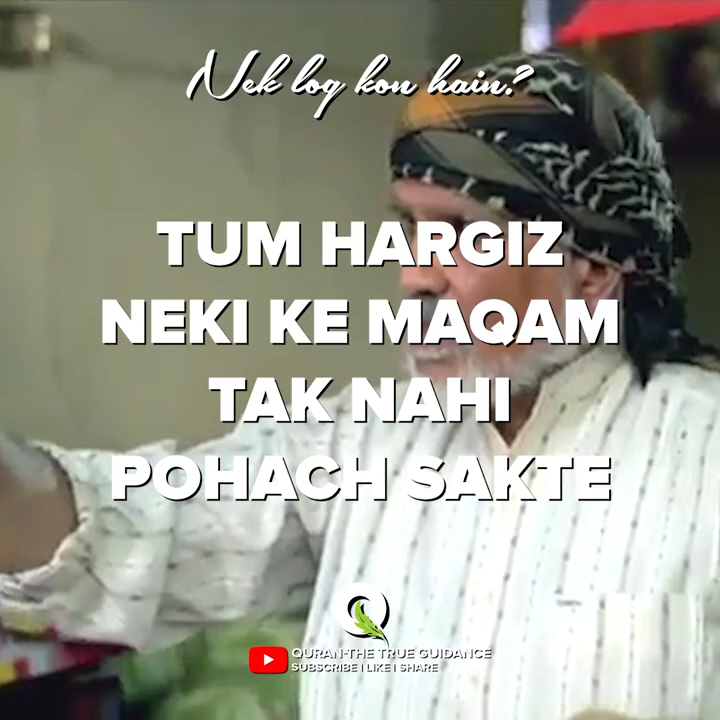 Nek log kon hain?
TUM HARGIZ
NEKI KE MAQAM
TAK NAHI
POHACH SAKTE
QURAN-THE TRUE GUIDANCE
SUBSCRIBE | LIKE | SHARE